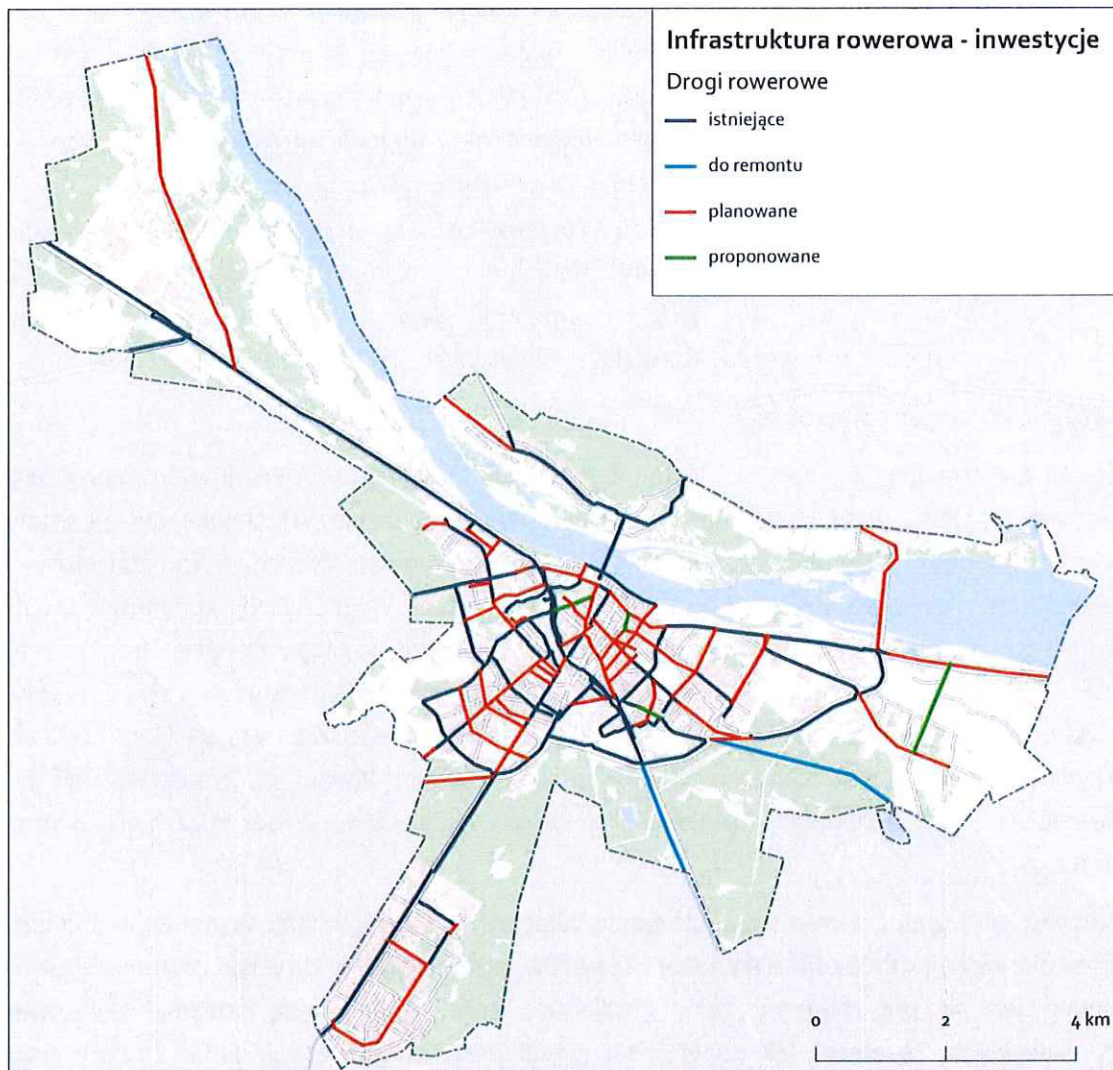 Infrastruktura rowerowa - inwestycje
Drogi rowerowe
istniejące
do remontu
planowane
proponowane
0 2 4 km